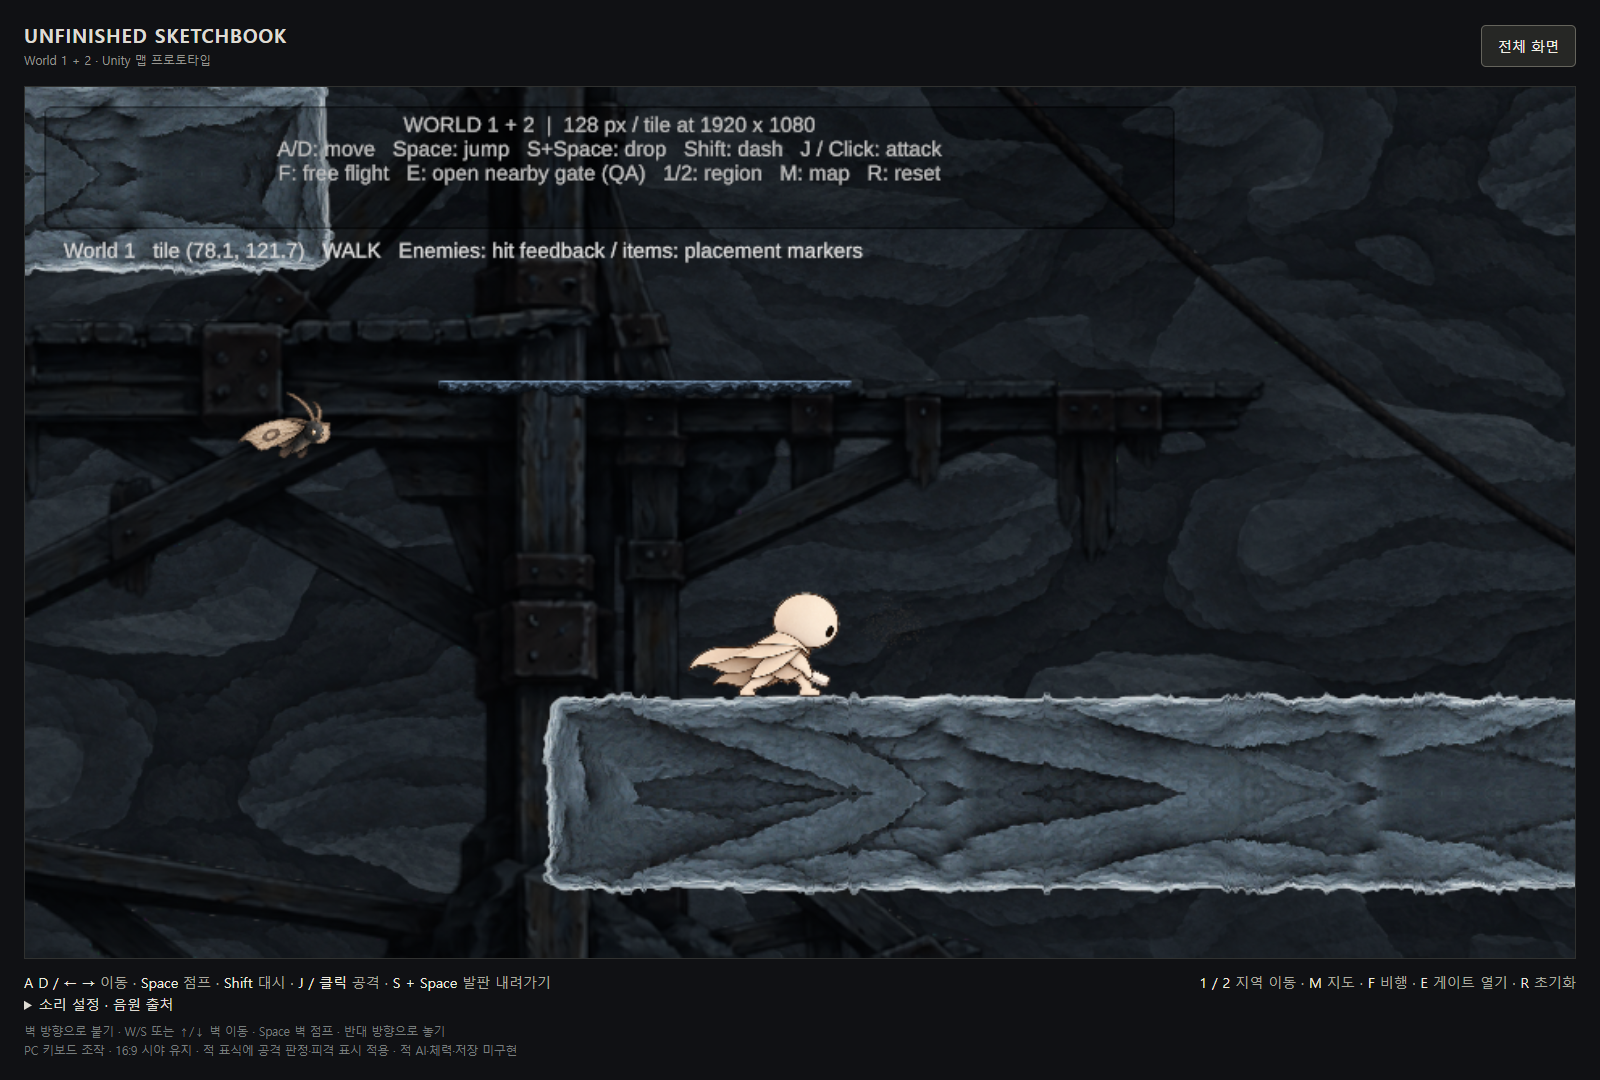 UNFINISHED SKETCHBOOK
World 1 + 2 · Unity 맵 프로토타입
전체 화면
WORLD 1 + 2 | 128 px / tile at 1920 x 1080
A/D: move Space: jump S+Space: drop Shift: dash J / Click: attack
F: free flight E: open nearby gate (QA) 1/2: region M: map R: reset
World 1 tile (78.1, 121.7) WALK Enemies: hit feedback / items: placement markers
A D / ← → 이동 · Space 점프 · Shift 대시 · J / 클릭 공격 · S + Space 발판 내려가기
1 / 2 지역 이동 · M 지도 · F 비행 · E 게이트 열기 · R 초기화
▶ 소리 설정 · 음원 출처
벽 방향으로 붙기 · W/S 또는 ↑/↓ 벽 이동 · Space 벽 점프 · 반대 방향으로 놓기
PC 키보드 조작 · 16:9 시야 유지 · 적 표식에 공격 판정·피격 표시 적용 · 적 AI·체력·저장 미구현